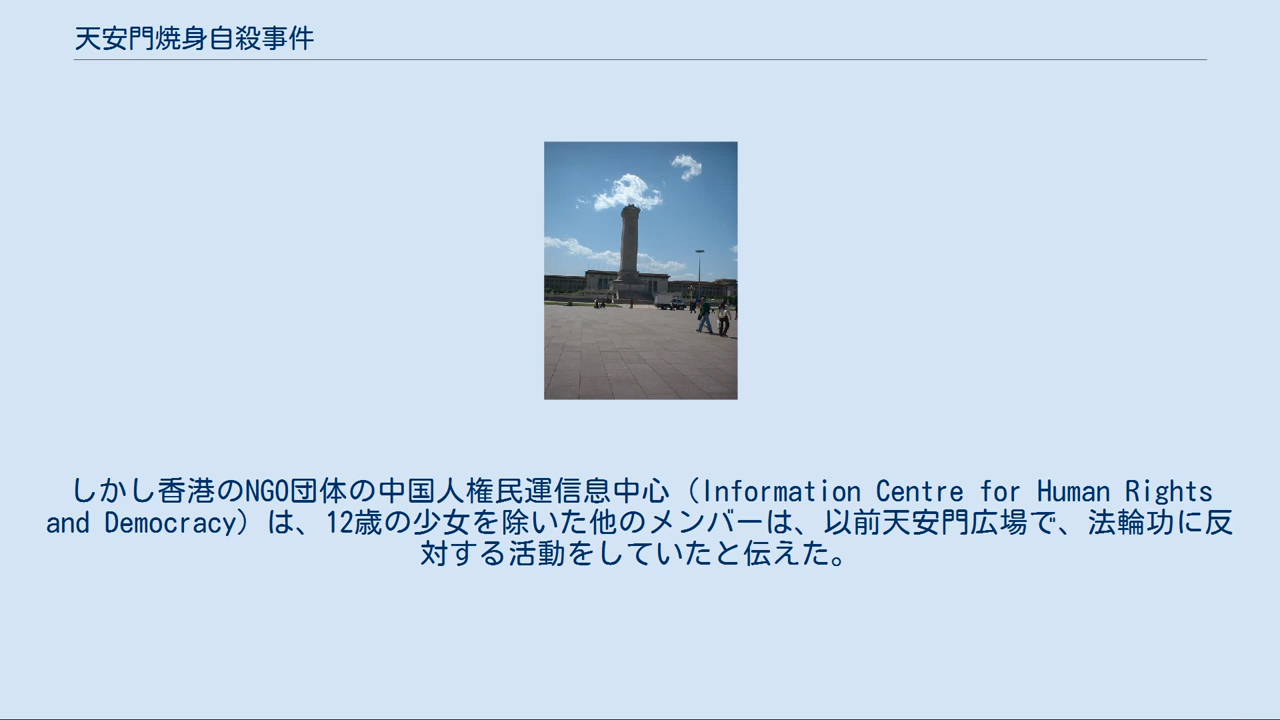 天安門焼身自殺事件
しかし香港のNGO団体の中国人権民運信息中心（Information Centre for Human Rights
and Democracy）は、12歳の少女を除いた他のメンバーは、以前天安門広場で、法輪功に反
対する活動をしていたと伝えた。